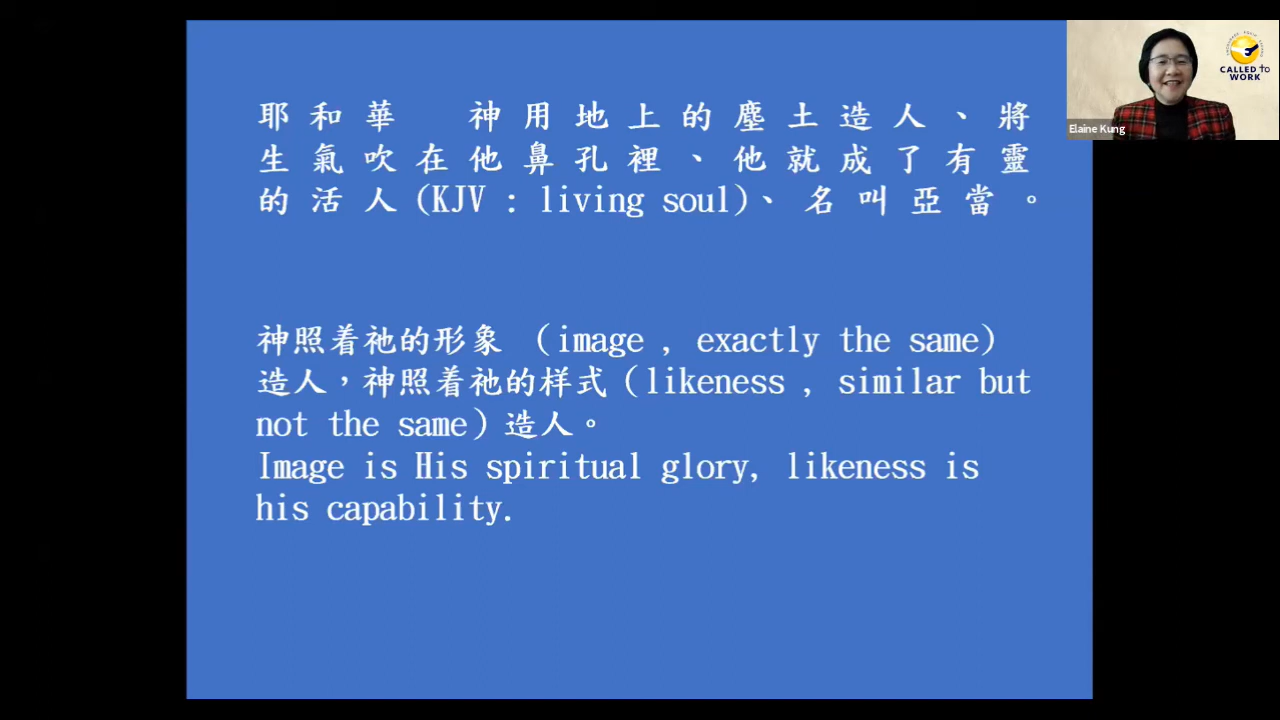 耶和華 神用地上的塵土造人、將
生氣吹在他鼻孔裡、他就成了有靈
的活人(KJV : living soul)、名叫亞當。
神照着祂的形象 (image , exactly the same)
造人，神照着祂的样式(likeness , similar but
not the same)造人。
Image is His spiritual glory, likeness is
his capability.
CALLED to
WORK
Elaine Kung